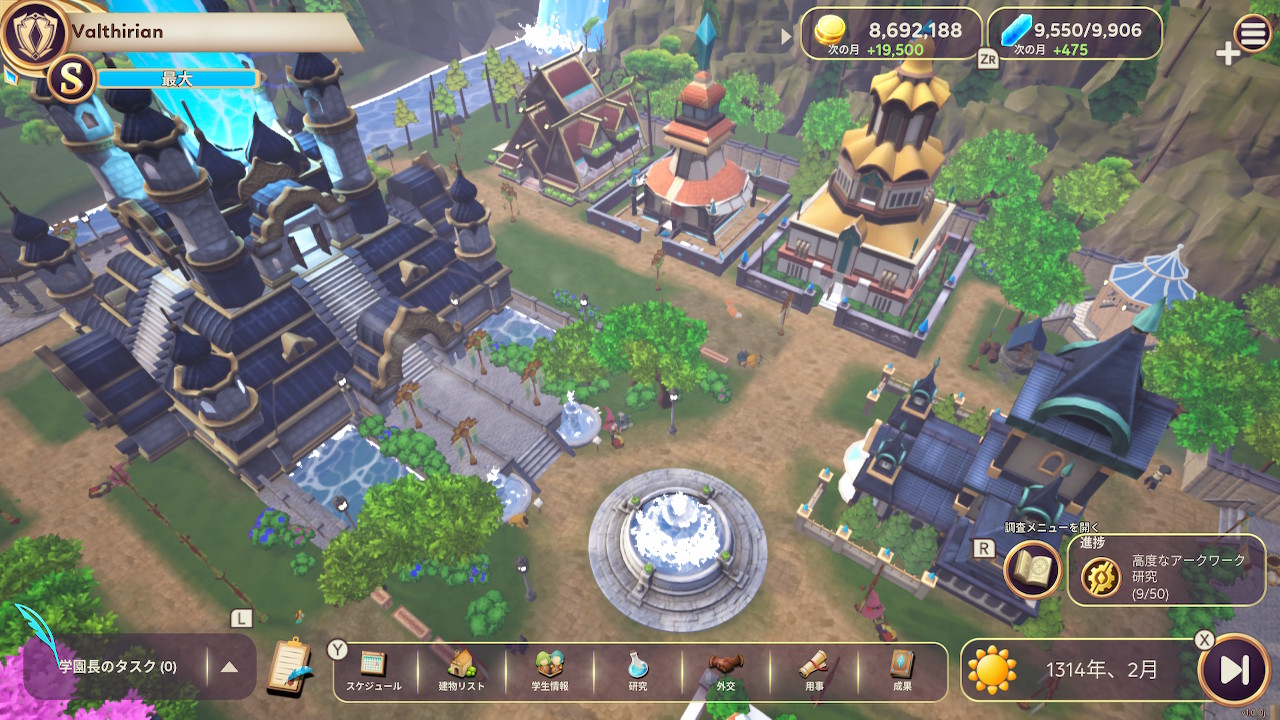 Valthirian
S
最大
8,692,188
次の月 +19,500
9,550/9,906
次の月 +475
ZR
調査メニューを開く
R
進捗
高度なアークワーク
研究
(9/50)
L
学園長のタスク (0)
Y
スケジュール
建物リスト
学生情報
研究
外交
用事
成果
1314年、2月
X